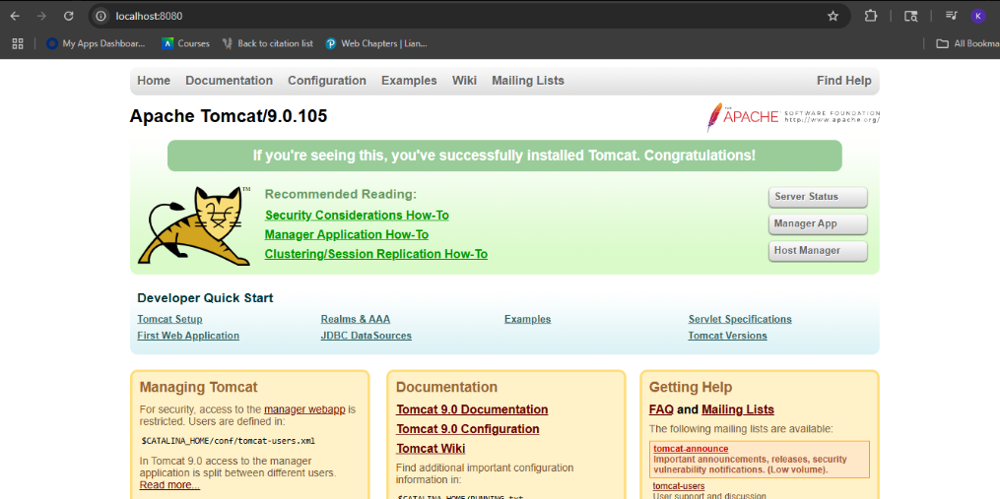 localhost:8080
K
My Apps Dashboar...
Courses
Back to citation list
Web Chapters | Lian...
All Bookma
Home Documentation Configuration Examples Wiki Mailing Lists Find Help
Apache Tomcat/9.0.105
THE
APACHE SOFTWARE FOUNDATION
http://www.apache.org/
If you're seeing this, you've successfully installed Tomcat. Congratulations!
TM
Recommended Reading:
Security Considerations How-To
Manager Application How-To
Clustering/Session Replication How-To
Server Status
Manager App
Host Manager
Developer Quick Start
Tomcat Setup
First Web Application
Realms & AAA
JDBC DataSources
Examples
Servlet Specifications
Tomcat Versions
Managing Tomcat
For security, access to the manager webapp is
restricted. Users are defined in:
$CATALINA_HOME/conf/tomcat-users.xml
In Tomcat 9.0 access to the manager
application is split between different users.
Read more...
Documentation
Tomcat 9.0 Documentation
Tomcat 9.0 Configuration
Tomcat Wiki
Find additional important configuration
information in:
$CATALINA_HOME/RUNNING.txt
Getting Help
FAQ and Mailing Lists
The following mailing lists are available:
tomcat-announce
Important announcements, releases, security
vulnerability notifications. (Low volume).
tomcat-users
User support and discussion